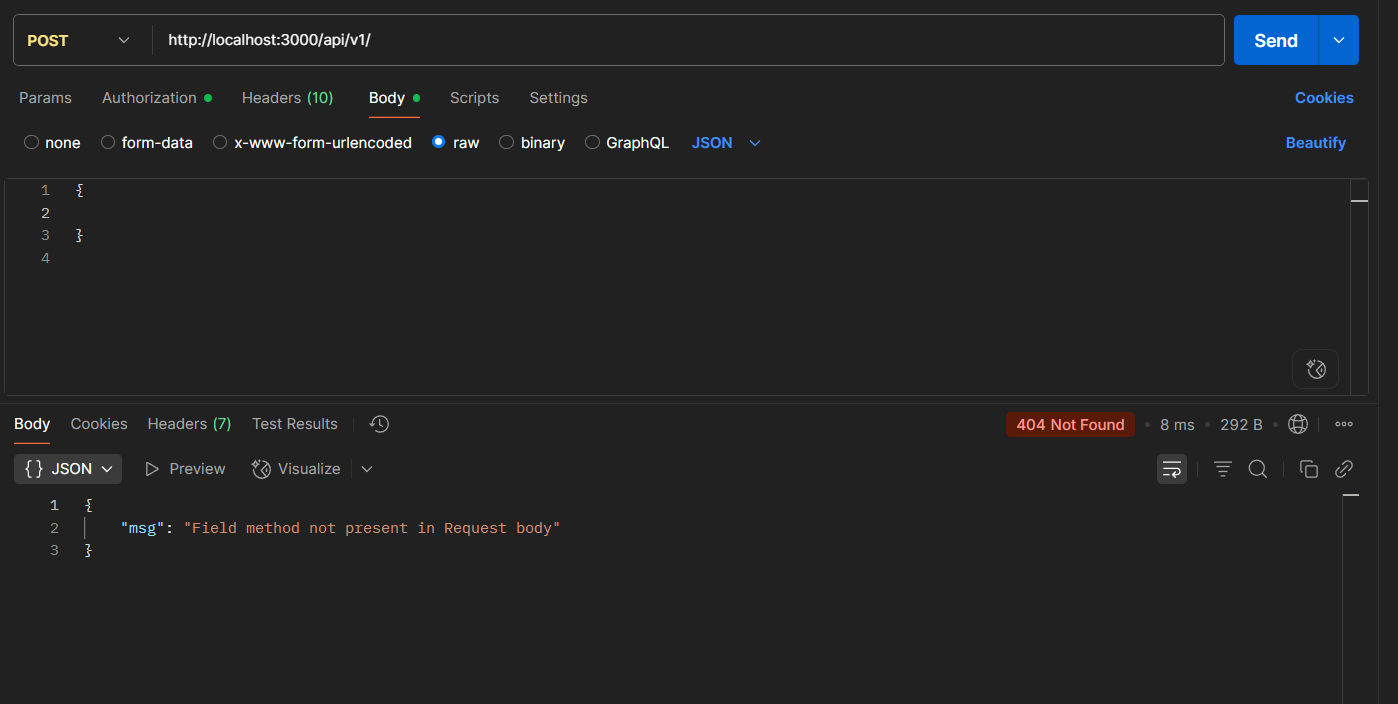 POST http://localhost:3000/api/v1/ Send
Params Authorization Headers (10) Body Scripts Settings Cookies
none form-data x-www-form-urlencoded raw binary GraphQL JSON Beautify
1 {
2
3 }
4
Body Cookies Headers (7) Test Results 404 Not Found • 8 ms • 292 B •
{} JSON Preview Visualize
1 {
2 "msg": "Field method not present in Request body"
3 }